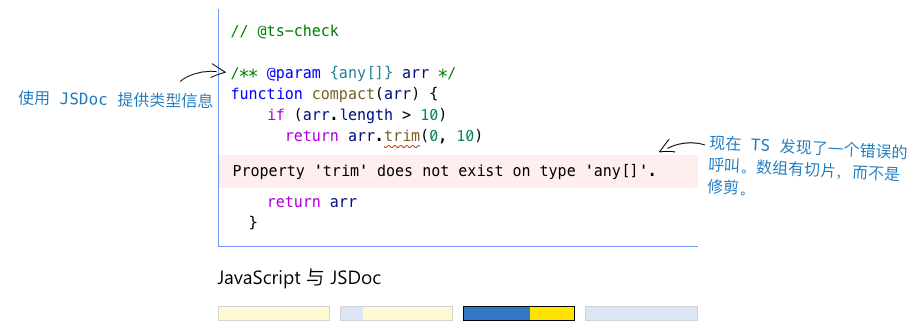 // @ts-check
/** @param {any[]} arr */
使用 JSDoc 提供类型信息
function compact(arr) {
if (arr.length > 10)
return arr.trim(0, 10)
现在 TS 发现了一个错误的
呼叫。数组有切片，而不是
修剪。
Property 'trim' does not exist on type 'any[]'.
return arr
}
JavaScript 与 JSDoc